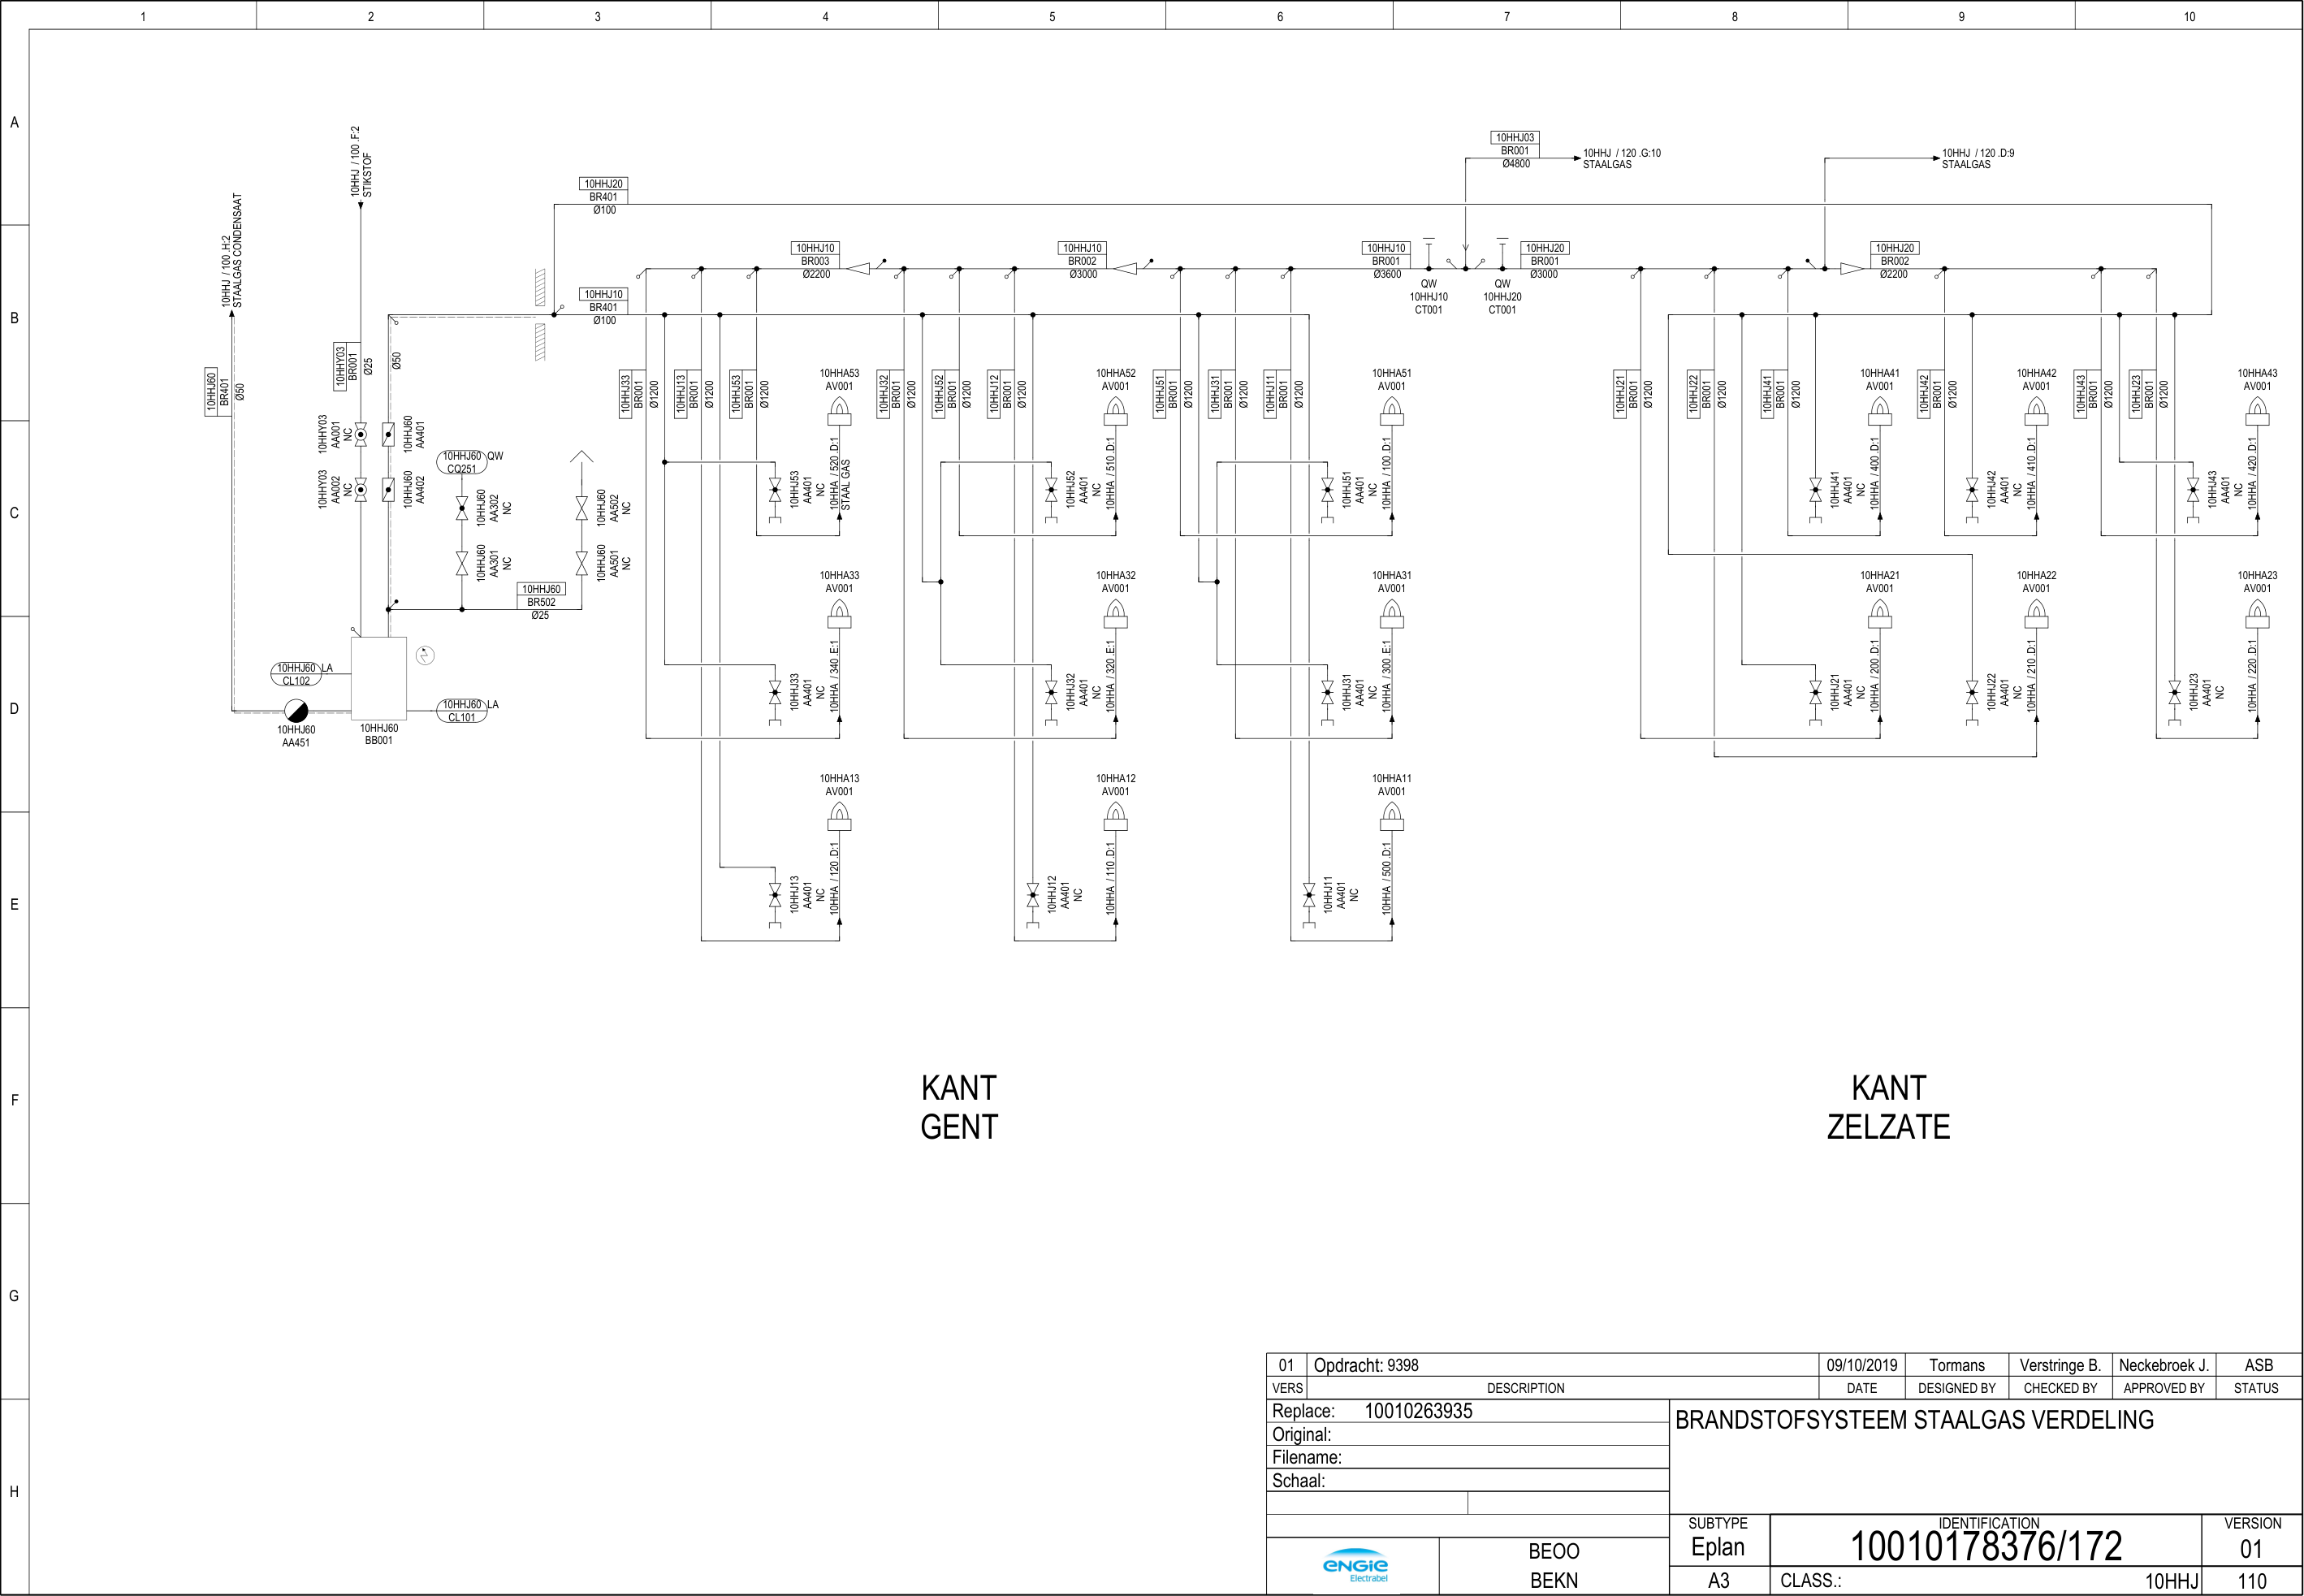 1 2 3 4 5 6 7 8 9 10
A
B
C
D
E
F
G
H
10HHJ / 100 .H:2
STAALGAS CONDENSAAT
10HHJ / 100 .F:2
STIKSTOF
10HHJ60
BR401
Ø50
10HHY03
BR001
Ø25
Ø50
10HHY03
AA001
NC
10HHJ60
AA401
10HHY03
AA002
NC
10HHJ60
AA402
10HHJ60 QW
CQ251
10HHJ60
AA302
NC
10HHJ60
AA301
NC
10HHJ60
AA502
NC
10HHJ60
AA501
NC
10HHJ60
BR502
Ø25
10HHJ60 LA
CL102
10HHJ60 LA
CL101
10HHJ60
AA451
10HHJ60
BB001
10HHJ20
BR401
Ø100
10HHJ10
BR401
Ø100
10HHJ10
BR003
Ø2200
10HHJ10
BR002
Ø3000
10HHJ10
BR001
Ø3600
QW
10HHJ10
CT001
QW
10HHJ20
CT001
10HHJ20
BR001
Ø3000
10HHJ03
BR001
Ø4800
10HHJ / 120 .G:10
STAALGAS
10HHJ / 120 .D:9
STAALGAS
10HHJ20
BR002
Ø2200
10HHJ33
BR001
Ø1200
10HHJ13
BR001
Ø1200
10HHJ53
BR001
Ø1200
10HHJ32
BR001
Ø1200
10HHJ52
BR001
Ø1200
10HHJ12
BR001
Ø1200
10HHJ51
BR001
Ø1200
10HHJ31
BR001
Ø1200
10HHJ11
BR001
Ø1200
10HHJ21
BR001
Ø1200
10HHJ22
BR001
Ø1200
10HHJ41
BR001
Ø1200
10HHJ42
BR001
Ø1200
10HHJ43
BR001
Ø1200
10HHJ23
BR001
Ø1200
10HHA53
AV001
10HHJ53
AA401
NC
10HHA / 520 .D:1
STAAL GAS
10HHA52
AV001
10HHJ52
AA401
NC
10HHA / 510 .D:1
10HHA51
AV001
10HHJ51
AA401
NC
10HHA / 100 .D:1
10HHA41
AV001
10HHJ41
AA401
NC
10HHA / 400 .D:1
10HHA42
AV001
10HHJ42
AA401
NC
10HHA / 410 .D:1
10HHA43
AV001
10HHJ43
AA401
NC
10HHA / 420 .D:1
10HHA33
AV001
10HHJ33
AA401
NC
10HHA / 340 .E:1
10HHA32
AV001
10HHJ32
AA401
NC
10HHA / 320 .E:1
10HHA31
AV001
10HHJ31
AA401
NC
10HHA / 300 .E:1
10HHA21
AV001
10HHJ21
AA401
NC
10HHA / 200 .D:1
10HHA22
AV001
10HHJ22
AA401
NC
10HHA / 210 .D:1
10HHA23
AV001
10HHJ23
AA401
NC
10HHA / 220 .D:1
10HHA13
AV001
10HHJ13
AA401
NC
10HHA / 120 .D:1
10HHA12
AV001
10HHJ12
AA401
NC
10HHA / 110 .D:1
10HHA11
AV001
10HHJ11
AA401
NC
10HHA / 500 .D:1
KANT
GENT
KANT
ZELZATE
01 Opdracht: 9398 09/10/2019 Tormans Verstringe B. Neckebroek J. ASB
VERS DESCRIPTION DATE DESIGNED BY CHECKED BY APPROVED BY STATUS
Replace: 10010263935
Original:
Filename:
Schaal:
BRANDSTOFSYSTEEM STAALGAS VERDELING
ENGIE
Electrabel
BEOO
BEKN
SUBTYPE
Eplan
A3
IDENTIFICATION
10010178376/172
CLASS.: 10HHJ
VERSION
01
110